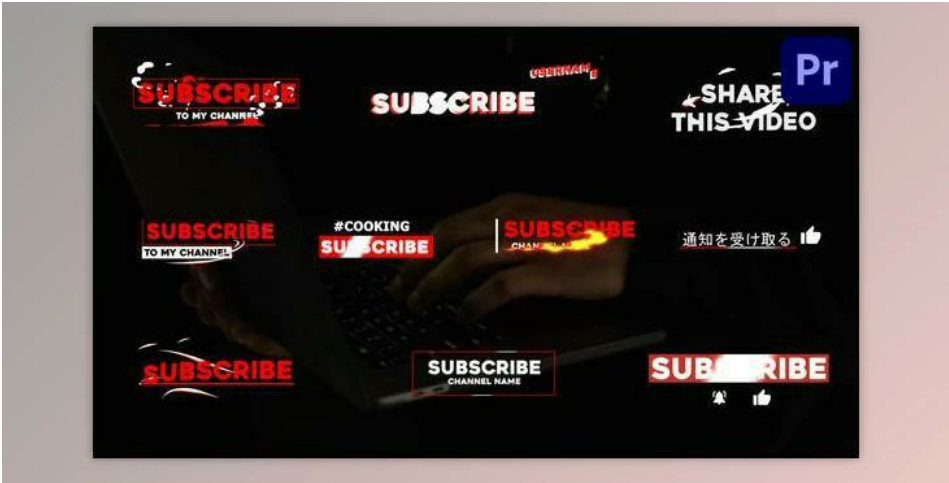 SUBSCRIBE
TO MY CHANNEL
USERNAME
SUBSCRIBE
SHARE
THIS VIDEO
Pr
SUBSCRIBE
TO MY CHANNEL
#COOKING
SUBSCRIBE
SUBSCRIBE
通知を受け取る
SUBSCRIBE
SUBSCRIBE
CHANNEL NAME
SUBSCRIBE